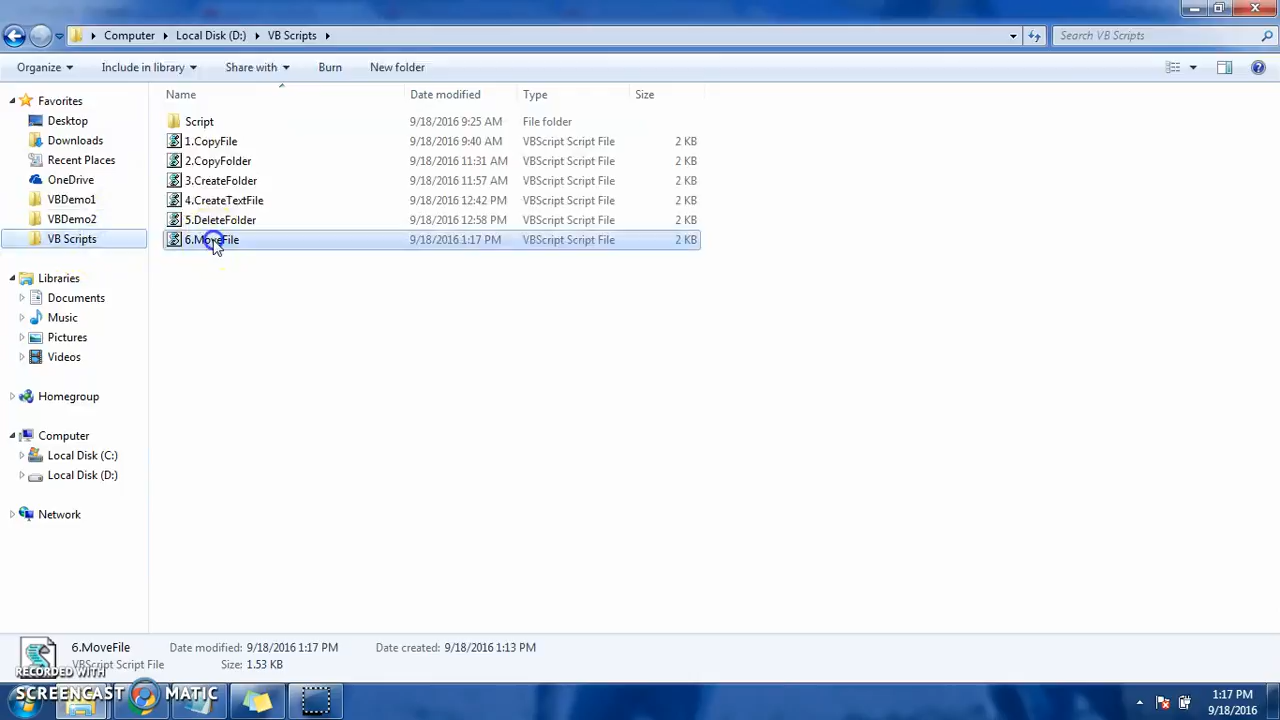 Computer Local Disk (D:) VB Scripts
Search VB Scripts
Organize Include in library Share with Burn New folder
Name Date modified Type Size
Favorites
Desktop
Downloads
Recent Places
OneDrive
VBDemo1
VBDemo2
VB Scripts
Libraries
Documents
Music
Pictures
Videos
Homegroup
Computer
Local Disk (C:)
Local Disk (D:)
Network
Script 9/18/2016 9:25 AM File folder
1.CopyFile 9/18/2016 9:40 AM VBScript Script File 2 KB
2.CopyFolder 9/18/2016 11:31 AM VBScript Script File 2 KB
3.CreateFolder 9/18/2016 11:57 AM VBScript Script File 2 KB
4.CreateTextFile 9/18/2016 12:42 PM VBScript Script File 2 KB
5.DeleteFolder 9/18/2016 12:58 PM VBScript Script File 2 KB
6.MoveFile 9/18/2016 1:17 PM VBScript Script File 2 KB
6.MoveFile Date modified: 9/18/2016 1:17 PM Date created: 9/18/2016 1:13 PM
VBScript Script File Size: 1.53 KB
RECORDED WITH
SCREENCAST MATIC
1:17 PM
9/18/2016